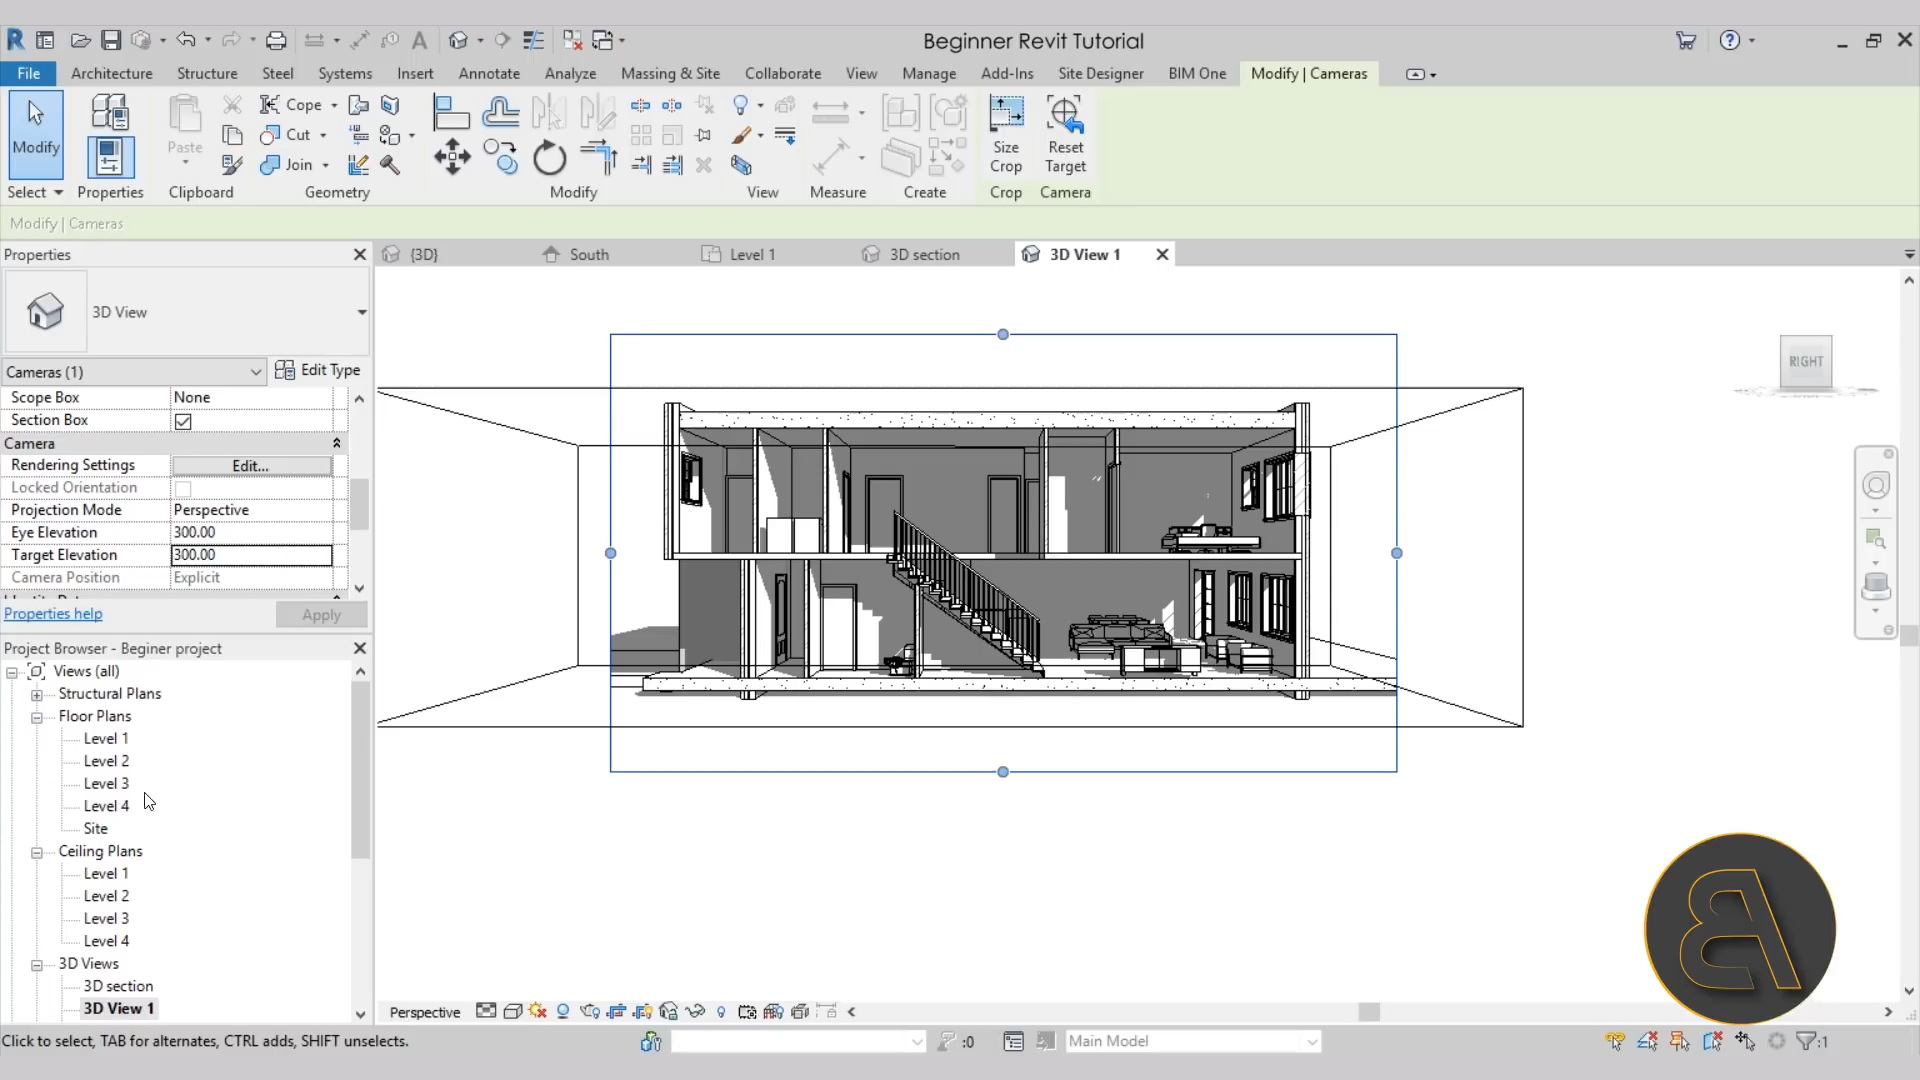 Beginner Revit Tutorial
File Architecture Structure Steel Systems Insert Annotate Analyze Massing & Site Collaborate View Manage Add-Ins Site Designer BIM One Modify | Cameras
Modify
Paste
Cope
Cut
Join
Size Crop
Reset Target
Select Properties Clipboard Geometry Modify View Measure Create Crop Camera
Modify | Cameras
Properties
{3D} South Level 1 3D section 3D View 1
3D View
Cameras (1) Edit Type
Scope Box None
Section Box
Camera
Rendering Settings Edit...
Locked Orientation
Projection Mode Perspective
Eye Elevation 300.00
Target Elevation 300.00
Camera Position Explicit
Properties help Apply
RIGHT
Project Browser - Beginer project
Views (all)
Structural Plans
Floor Plans
Level 1
Level 2
Level 3
Level 4
Site
Ceiling Plans
Level 1
Level 2
Level 3
Level 4
3D Views
3D section
3D View 1
Perspective
Click to select, TAB for alternates, CTRL adds, SHIFT unselects.
:0
Main Model
:1